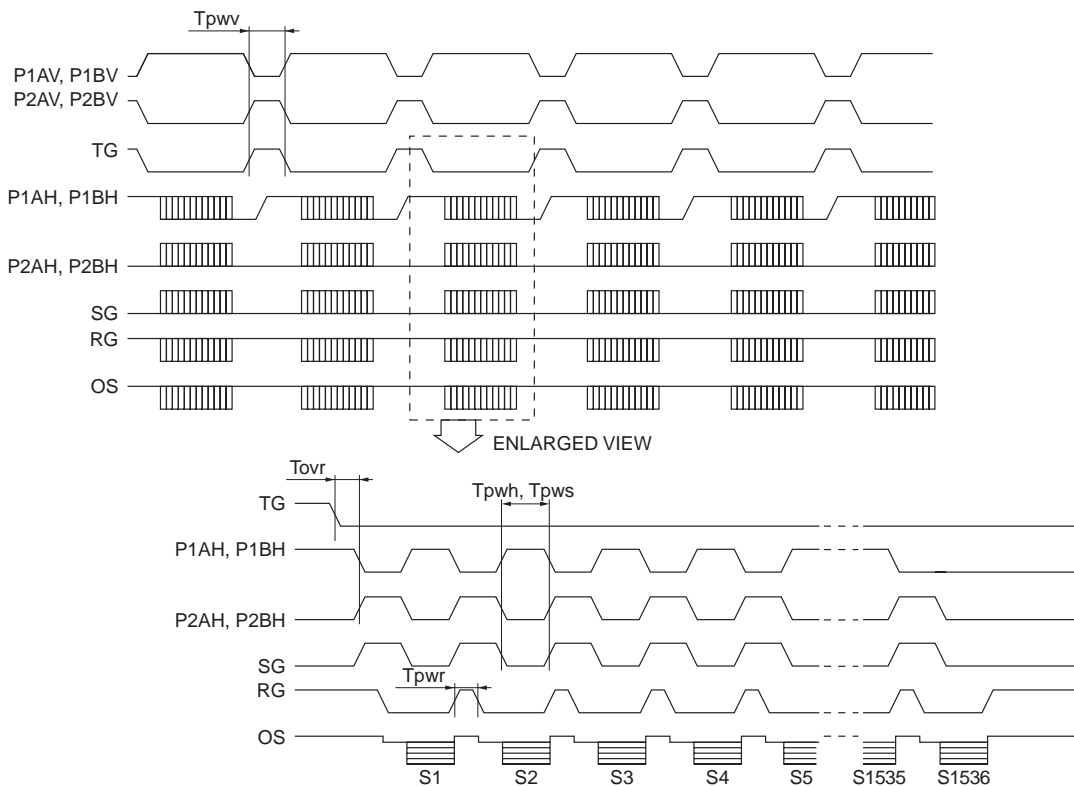 Tpwv
P1AV, P1BV
P2AV, P2BV
TG
P1AH, P1BH
P2AH, P2BH
SG
RG
OS
ENLARGED VIEW
Tovr
Tpwh, Tpws
TG
P1AH, P1BH
P2AH, P2BH
SG
Tpwr
RG
OS
S1 S2 S3 S4 S5 S1535 S1536